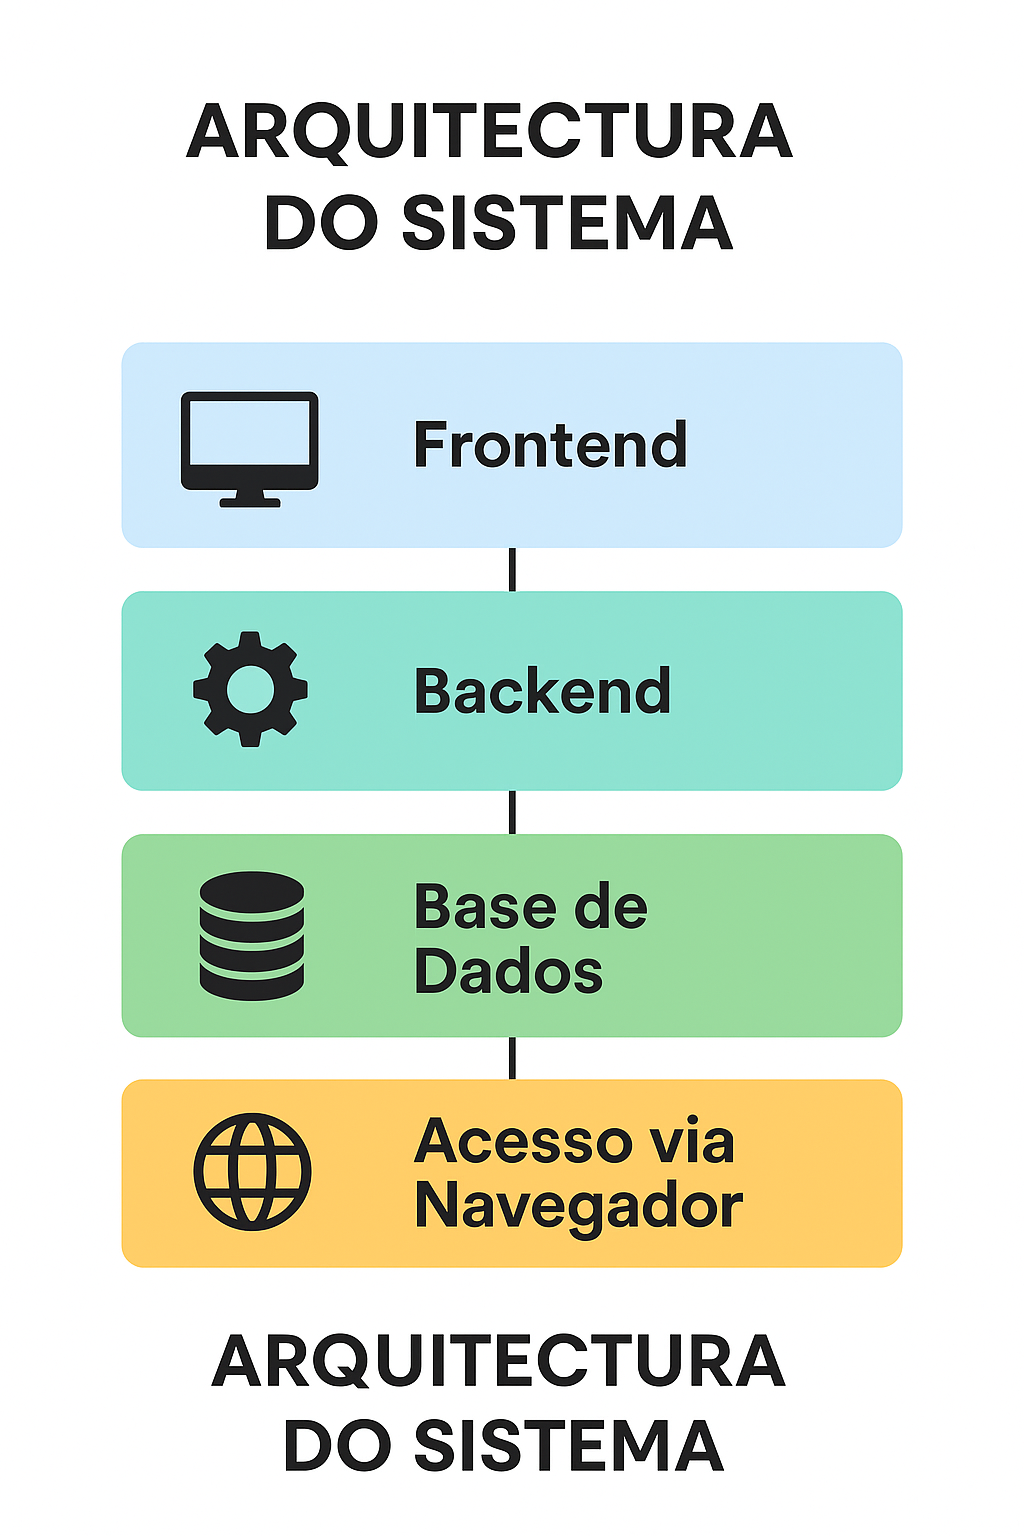 ARQUITECTURA
DO SISTEMA
Frontend
Backend
Base de
Dados
Acesso via
Navegador
ARQUITECTURA
DO SISTEMA